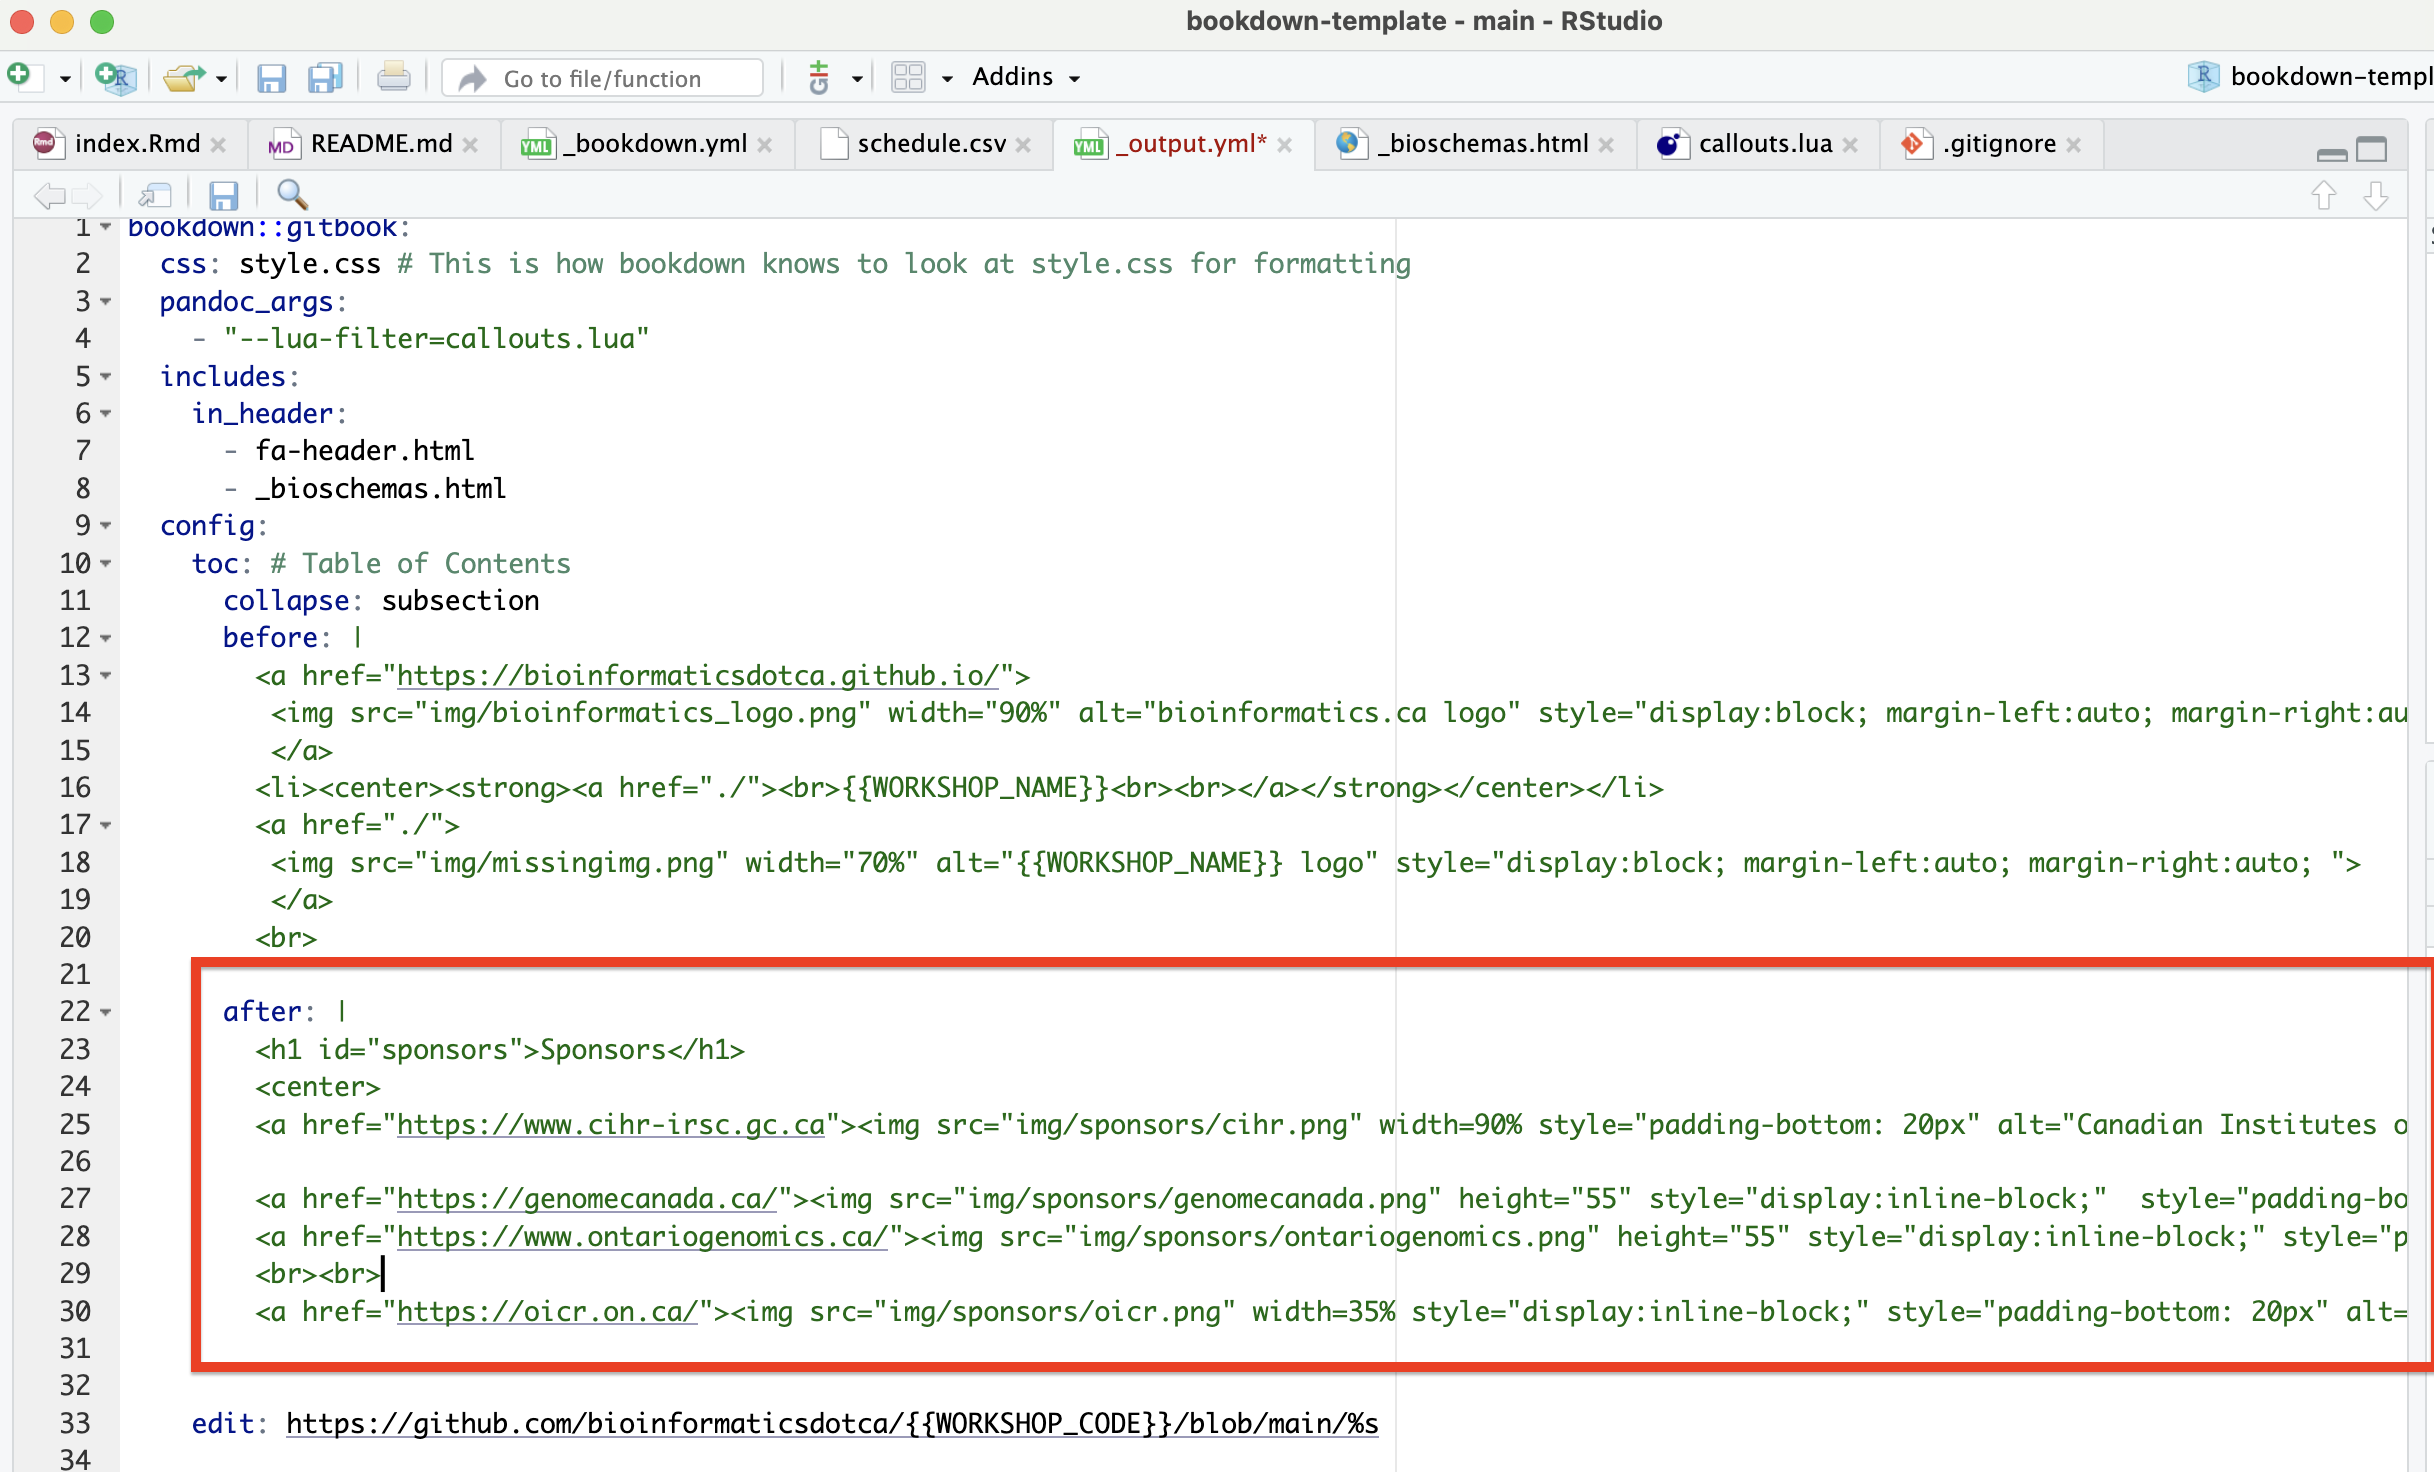 bookdown-template - main - RStudio
Go to file/function
Addins
bookdown-templ
index.Rmd
README.md
_bookdown.yml
schedule.csv
_output.yml*
_bioschemas.html
callouts.lua
.gitignore
1 bookdown::gitbook:
2 css: style.css # This is how bookdown knows to look at style.css for formatting
3 pandoc_args:
4 - "--lua-filter=callouts.lua"
5 includes:
6 in_header:
7 - fa-header.html
8 - _bioschemas.html
9 config:
10 toc: # Table of Contents
11 collapse: subsection
12 before: |
13 <a href="https://bioinformaticsdotca.github.io/">
14 <img src="img/bioinformatics_logo.png" width="90%" alt="bioinformatics.ca logo" style="display:block; margin-left:auto; margin-right:au
15 </a>
16 <li><center><strong><a href="./"><br>{{WORKSHOP_NAME}}<br><br></a></strong></center></li>
17 <a href="./">
18 <img src="img/missingimg.png" width="70%" alt="{{WORKSHOP_NAME}} logo" style="display:block; margin-left:auto; margin-right:auto; ">
19 </a>
20 <br>
21
22 after: |
23 <h1 id="sponsors">Sponsors</h1>
24 <center>
25 <a href="https://www.cihr-irsc.gc.ca"><img src="img/sponsors/cihr.png" width=90% style="padding-bottom: 20px" alt="Canadian Institutes o
26
27 <a href="https://genomecanada.ca/"><img src="img/sponsors/genomecanada.png" height="55" style="display:inline-block;"  style="padding-bo
28 <a href="https://www.ontariogenomics.ca/"><img src="img/sponsors/ontariogenomics.png" height="55" style="display:inline-block;" style="p
29 <br><br>
30 <a href="https://oicr.on.ca/"><img src="img/sponsors/oicr.png" width=35% style="display:inline-block;" style="padding-bottom: 20px" alt=
31
32
33 edit: https://github.com/bioinformaticsdotca/{{WORKSHOP_CODE}}/blob/main/%s
34